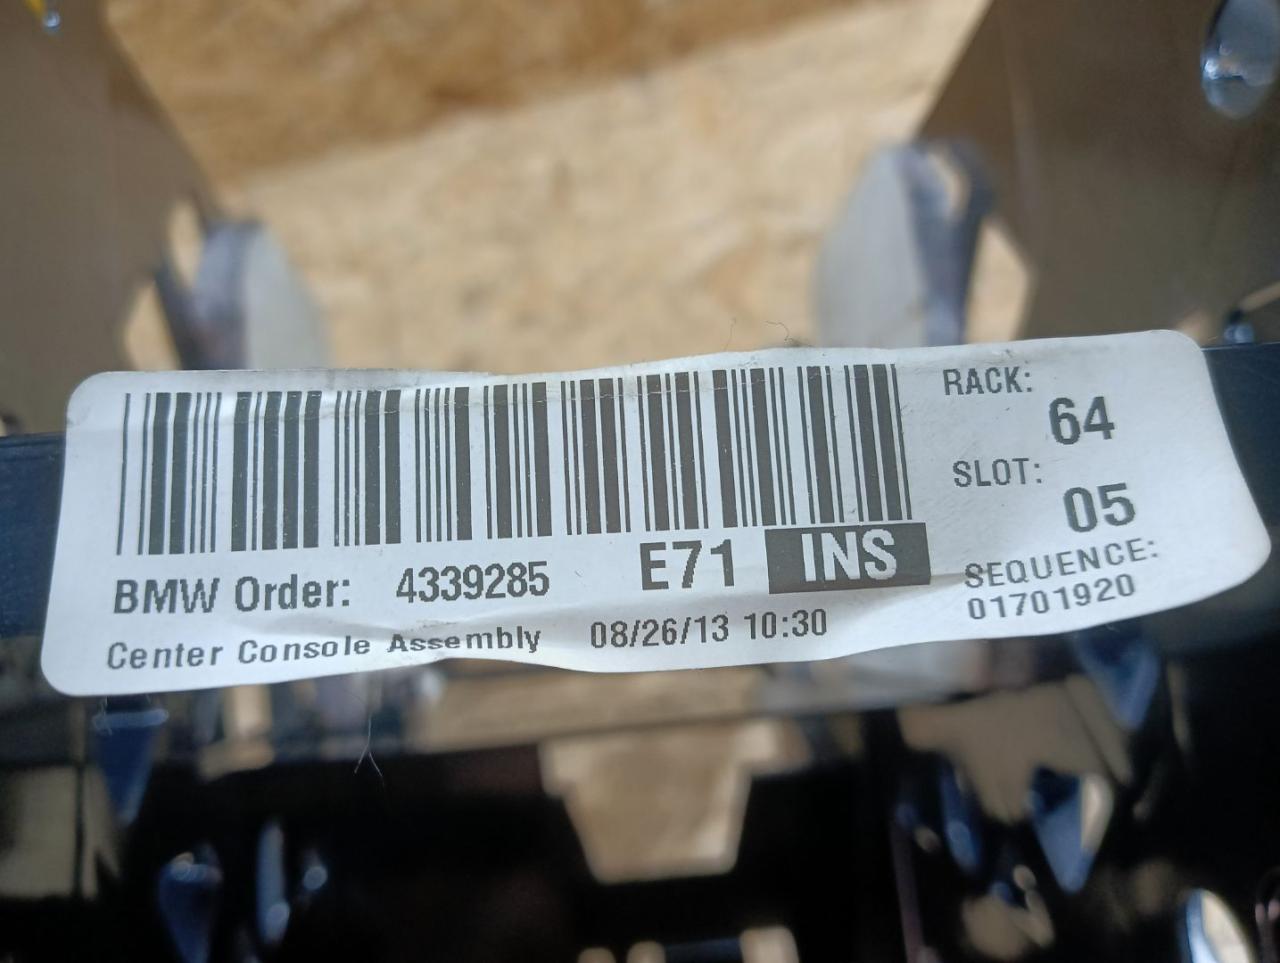 RACK:
64
SLOT:
05
SEQUENCE:
01701920
BMW Order: 4339285 E71 INS
Center Console Assembly 08/26/13 10:30